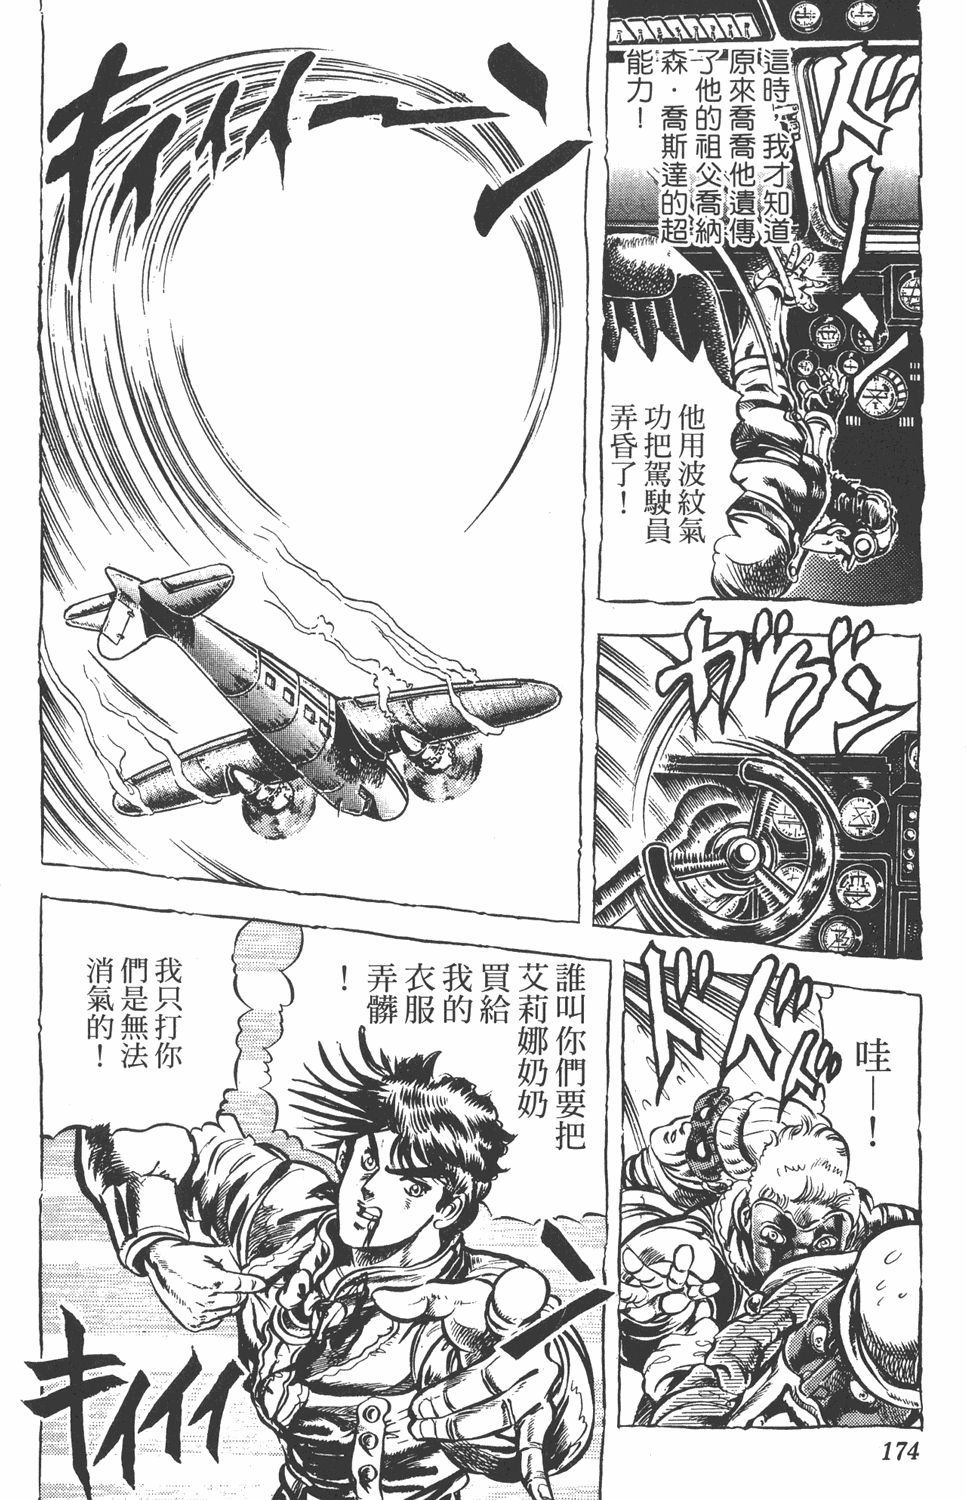 這時，我才知道
原來喬喬他遺傳
了他的祖父喬納
森．喬斯達的超
能力！
ドーン
他用波紋氣
功把駕駛員
弄昏了！
キィイイーン
ガグン
ドドド
哇－！
誰叫你們要把
艾莉娜奶奶
買給
我的
衣服
弄髒
！
我只打你
們是無法
消氣的！
キイイイーン
174